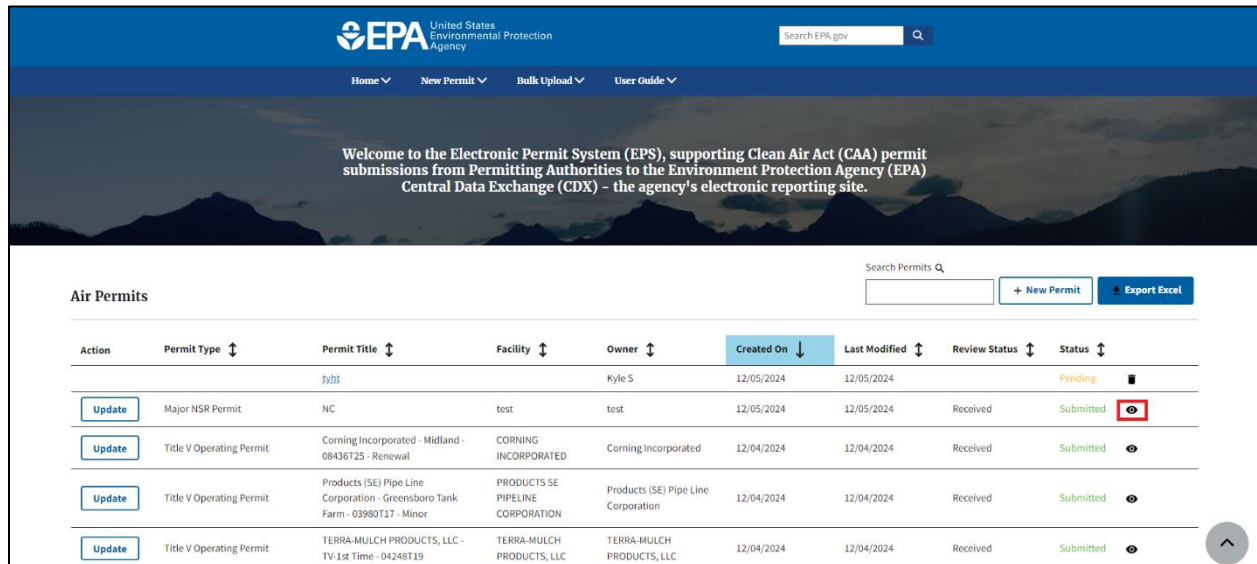 EPA United States
Environmental Protection
Agency
Search EPA.gov
Home New Permit Bulk Upload User Guide
Welcome to the Electronic Permit System (EPS), supporting Clean Air Act (CAA) permit
submissions from Permitting Authorities to the Environment Protection Agency (EPA)
Central Data Exchange (CDX) – the agency's electronic reporting site.
Search Permits
Air Permits
+ New Permit Export Excel
Action Permit Type Permit Title Facility Owner Created On Last Modified Review Status Status
tyht Kyle S 12/05/2024 12/05/2024 Pending
Update Major NSR Permit NC test test 12/05/2024 12/05/2024 Received Submitted
Update Title V Operating Permit Corning Incorporated - Midland -
08436T25 - Renewal CORNING
INCORPORATED Corning Incorporated 12/04/2024 12/04/2024 Received Submitted
Update Title V Operating Permit Products (SE) Pipe Line
Corporation - Greensboro Tank
Farm - 03980T17 - Minor PRODUCTS SE
PIPELINE
CORPORATION Products (SE) Pipe Line
Corporation 12/04/2024 12/04/2024 Received Submitted
Update Title V Operating Permit TERRA-MULCH PRODUCTS, LLC -
TV-1st Time - 04248T19 TERRA-MULCH
PRODUCTS, LLC TERRA-MULCH
PRODUCTS, LLC 12/04/2024 12/04/2024 Received Submitted